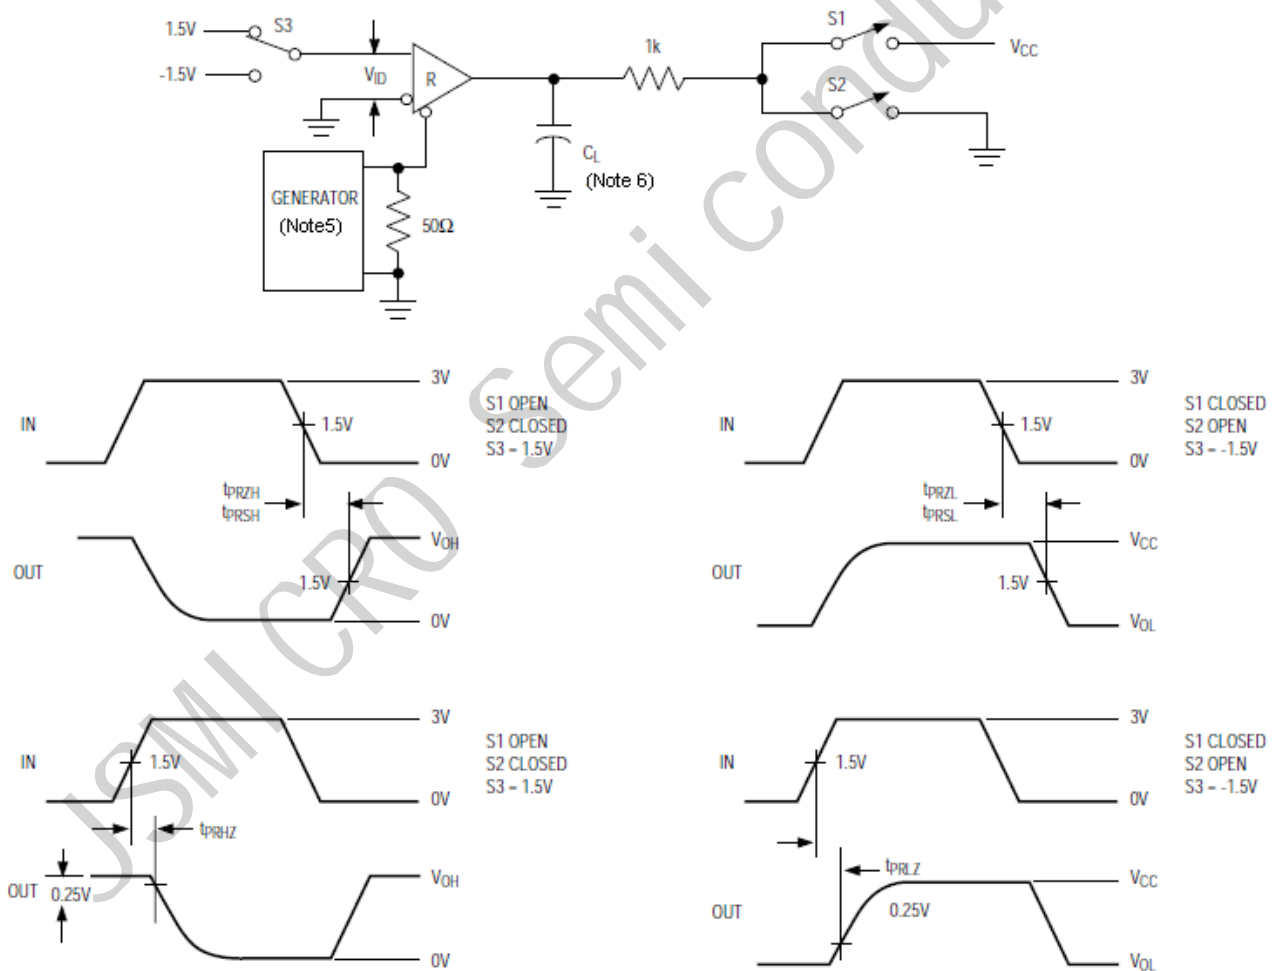 1.5V
S3
-1.5V
VID
R
1k
S1
VCC
S2
CL
(Note 6)
GENERATOR
(Note5)
50Ω
IN
3V
1.5V
0V
S1 OPEN
S2 CLOSED
S3 = 1.5V
tPRZH
tPRSH
OUT
VOH
1.5V
0V
IN
3V
1.5V
0V
S1 CLOSED
S2 OPEN
S3 = -1.5V
tPRZL
tPRSL
OUT
VCC
1.5V
VOL
IN
3V
1.5V
0V
S1 OPEN
S2 CLOSED
S3 = 1.5V
tPRHZ
OUT
0.25V
VOH
0V
IN
3V
1.5V
0V
S1 CLOSED
S2 OPEN
S3 = -1.5V
tPRLZ
OUT
0.25V
VCC
VOL
JSMICRO Semicondu